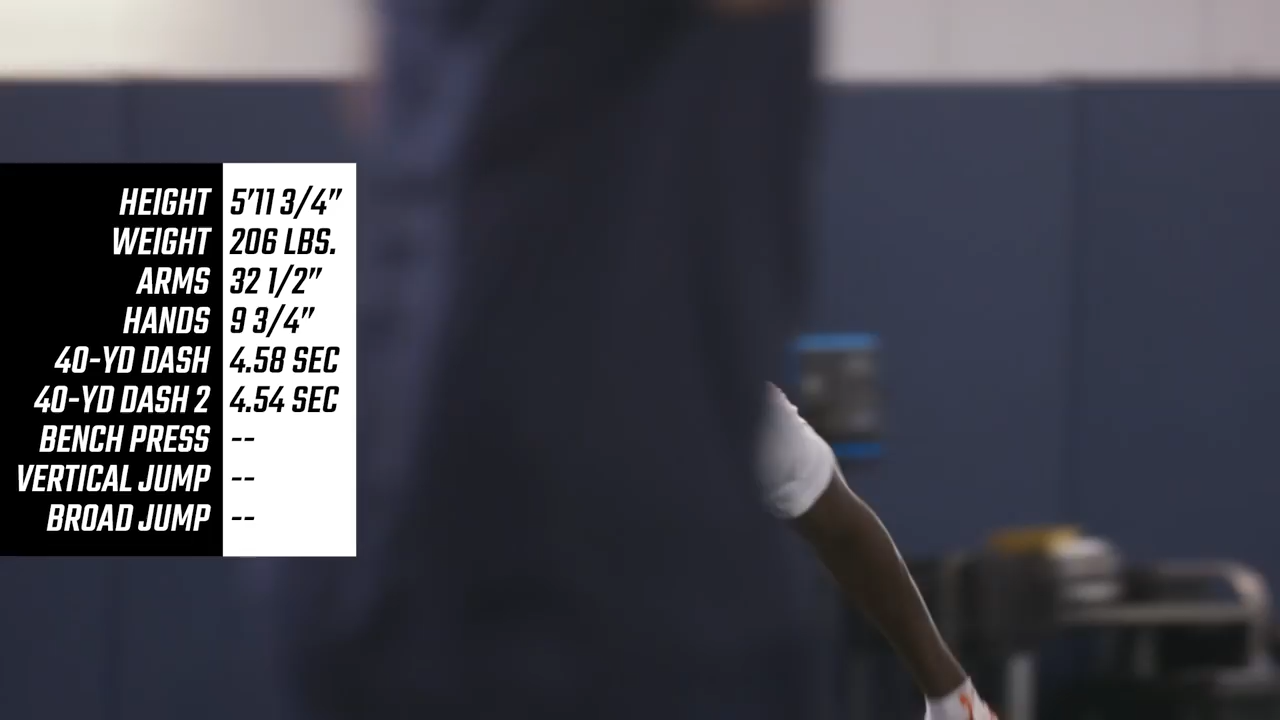 HEIGHT 5'11 3/4"
WEIGHT 206 LBS.
ARMS 32 1/2"
HANDS 9 3/4"
40-YD DASH 4.58 SEC
40-YD DASH 2 4.54 SEC
BENCH PRESS --
VERTICAL JUMP --
BROAD JUMP --